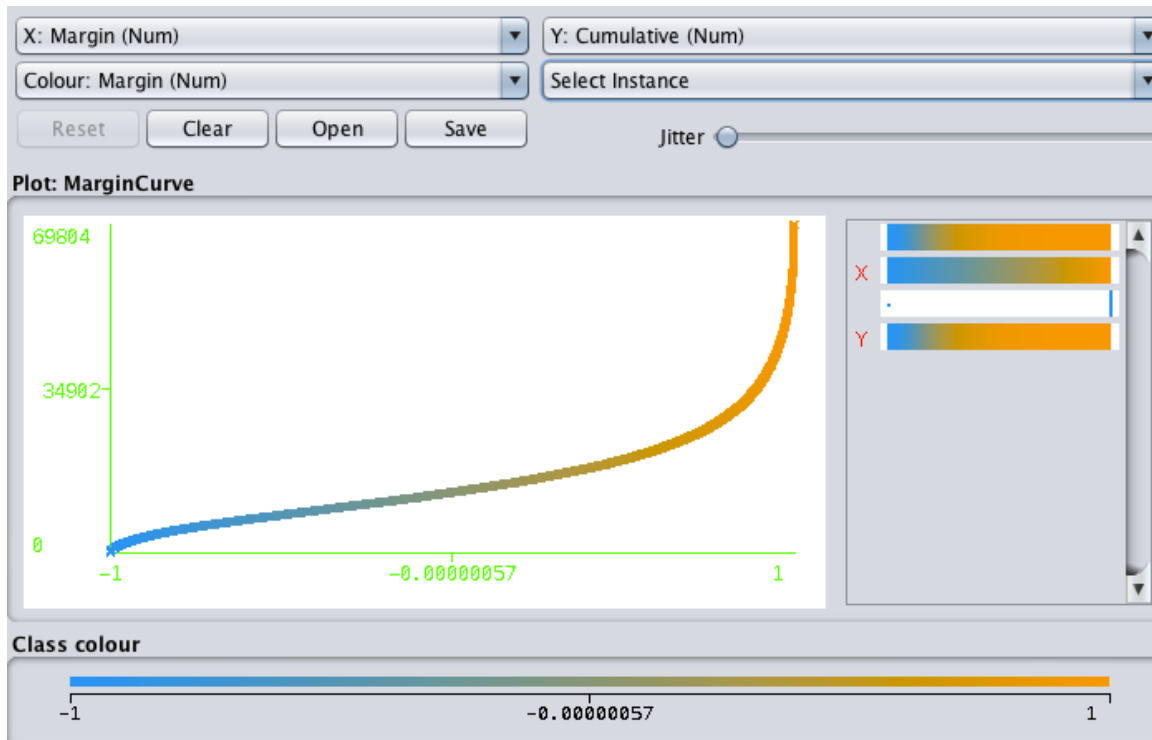 X: Margin (Num) Y: Cumulative (Num)
Colour: Margin (Num) Select Instance
Reset Clear Open Save Jitter
Plot: MarginCurve
69804
X
Y
34902
0
-1 -0.00000057 1
Class colour
-1 -0.00000057 1